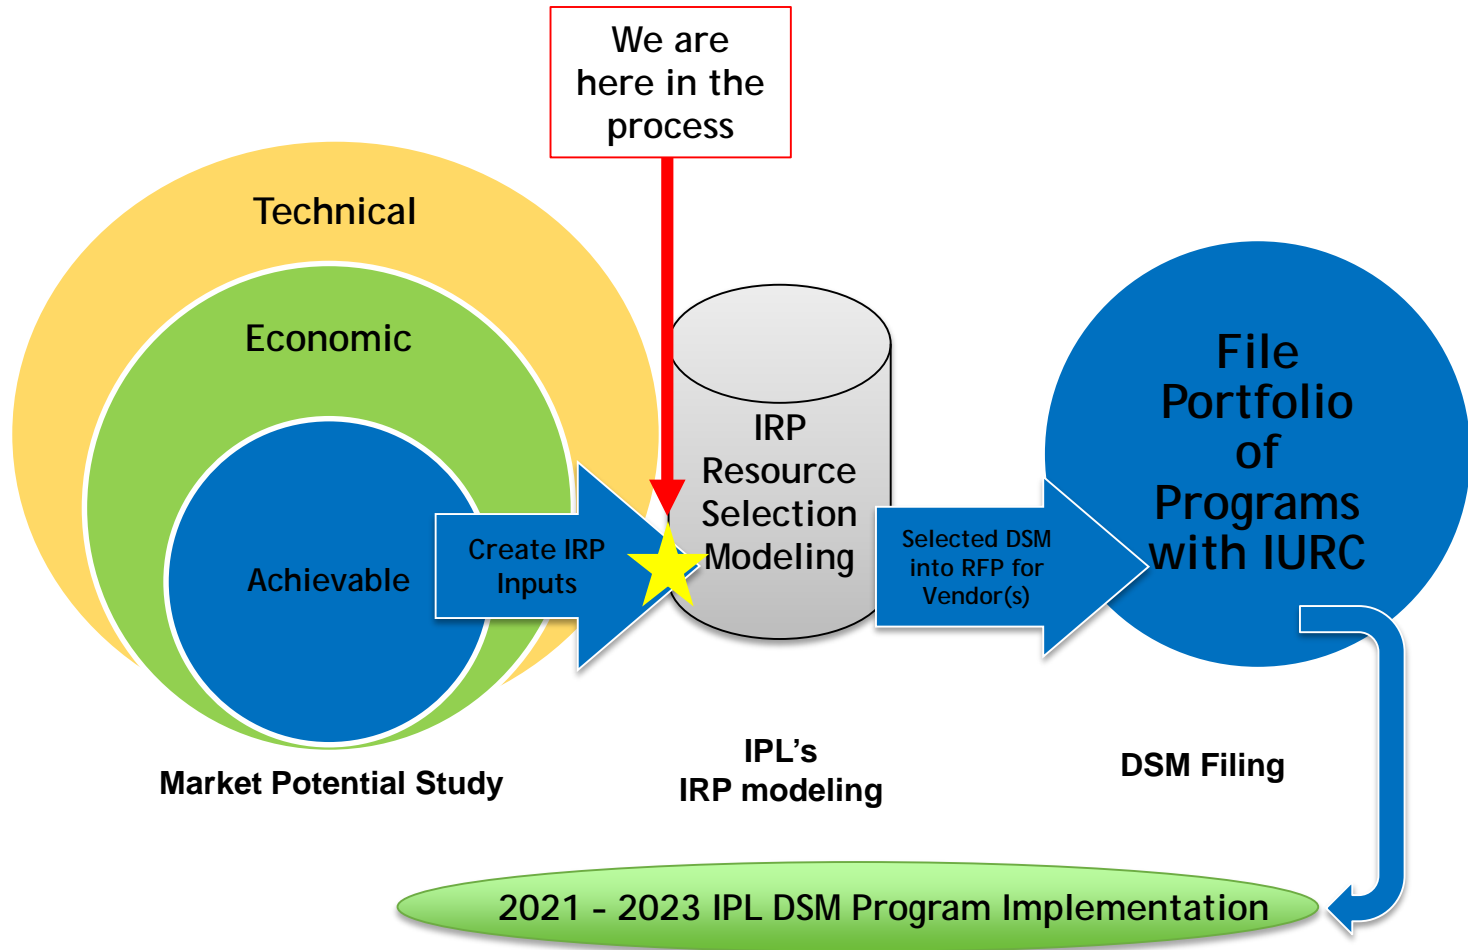 We are
here in the
process
Technical
Economic
Achievable
Create IRP
Inputs
IRP
Resource
Selection
Modeling
Selected DSM
into RFP for
Vendor(s)
File
Portfolio
of
Programs
with IURC
Market Potential Study
IPL's
IRP modeling
DSM Filing
2021 - 2023 IPL DSM Program Implementation